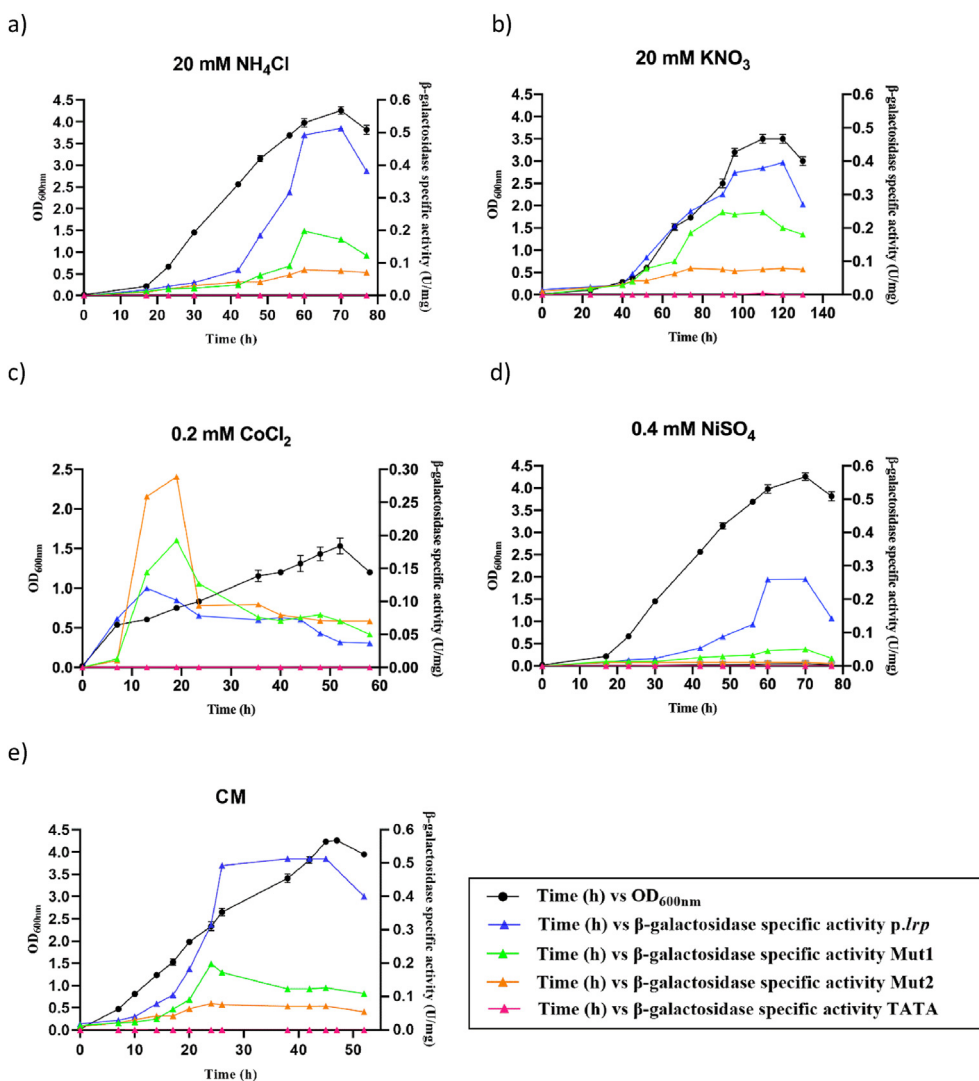 a)
20 mM NH₄Cl
4.5
4.0
3.5
3.0
2.5
2.0
1.5
1.0
0.5
0.0
OD₆₀₀nm
0.6
0.5
0.4
0.3
0.2
0.1
0.0
β-galactosidase specific activity (U/mg)
0 10 20 30 40 50 60 70 80
Time (h)
b)
20 mM KNO₃
4.5
4.0
3.5
3.0
2.5
2.0
1.5
1.0
0.5
0.0
OD₆₀₀nm
0.6
0.5
0.4
0.3
0.2
0.1
0.0
β-galactosidase specific activity (U/mg)
0 20 40 60 80 100 120 140
Time (h)
c)
0.2 mM CoCl₂
2.5
2.0
1.5
1.0
0.5
0.0
OD₆₀₀nm
0.30
0.25
0.20
0.15
0.10
0.05
0.00
β-galactosidase specific activity (U/mg)
0 10 20 30 40 50 60
Time (h)
d)
0.4 mM NiSO₄
4.5
4.0
3.5
3.0
2.5
2.0
1.5
1.0
0.5
0.0
OD₆₀₀nm
0.6
0.5
0.4
0.3
0.2
0.1
0.0
β-galactosidase specific activity (U/mg)
0 10 20 30 40 50 60 70 80
Time (h)
e)
CM
4.5
4.0
3.5
3.0
2.5
2.0
1.5
1.0
0.5
0.0
OD₆₀₀nm
0.6
0.5
0.4
0.3
0.2
0.1
0.0
β-galactosidase specific activity (U/mg)
0 10 20 30 40 50
Time (h)
Time (h) vs OD₆₀₀nm
Time (h) vs β-galactosidase specific activity p.lrp
Time (h) vs β-galactosidase specific activity Mut1
Time (h) vs β-galactosidase specific activity Mut2
Time (h) vs β-galactosidase specific activity TATA